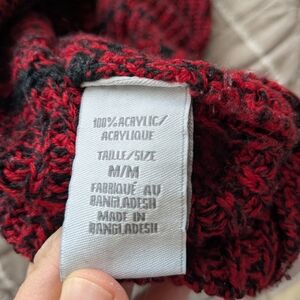 100% ACRYLIC/
ACRYLIQUE
TAILLE/SIZE
M/M
FABRIQUÉ AU
BANGLADESH
MADE IN
BANGLADESH